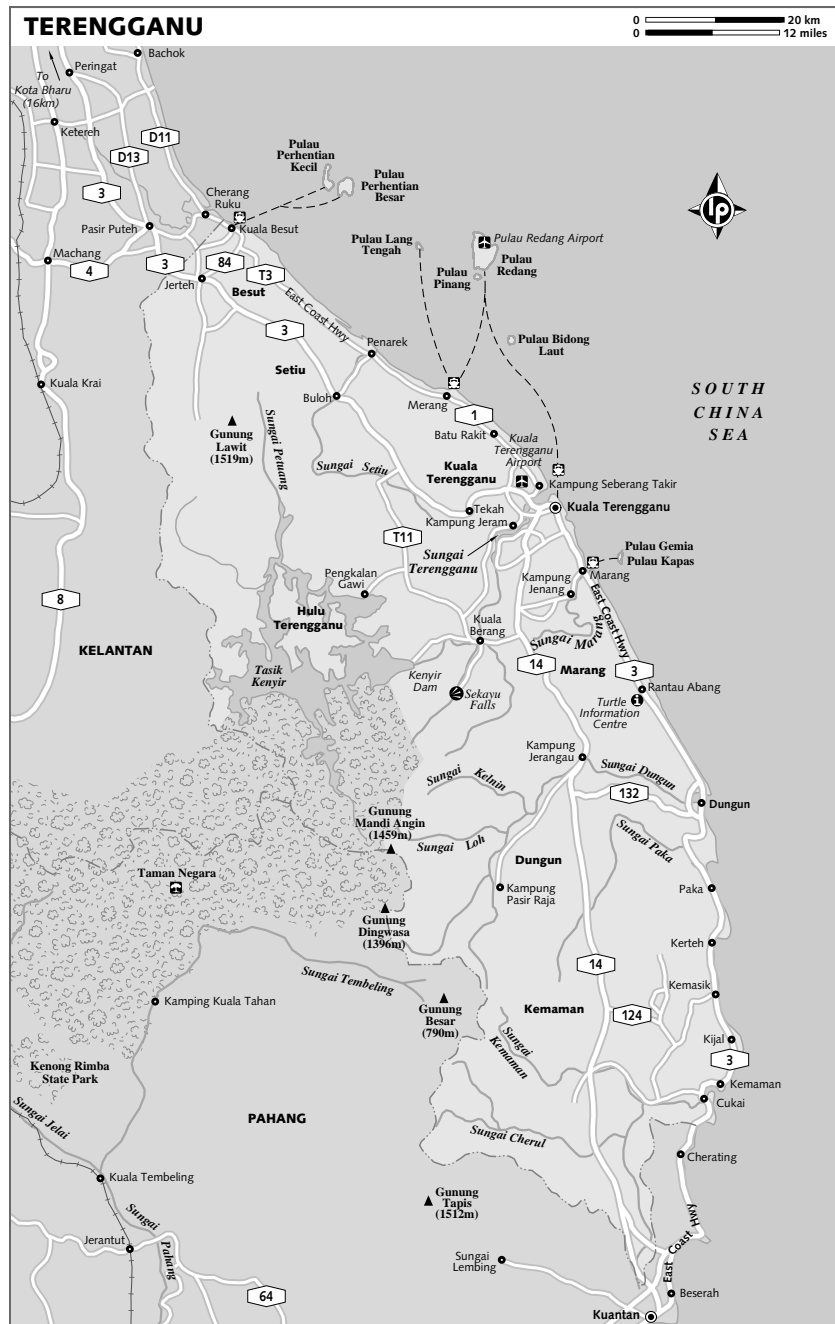 TERENGGANU
0 20 km
0 12 miles
Bachok
Peringat
To
Kota Bharu
(16km)
Ketereh
D11
D13
3
Pulau
Perhentian
Kecil
Pulau
Perhentian
Besar
Cherang
Ruku
Pasir Puteh
Kuala Besut
lp
Pulau Lang
Tengah
Pulau Redang Airport
Pulau
Redang
Pulau
Pinang
Machang
4
3
84
T3
Jerteh
Besut
East Coast Hwy
3
Penarek
Pulau Bidong
Laut
Setiu
Kuala Krai
Buloh
Merang
1
SOUTH
CHINA
SEA
Gunung
Lawit
(1519m)
Sungai Petuang
Batu Rakit
Kuala
Terengganu
Airport
Sungai Setiu
Kuala
Terengganu
Kampung Seberang Takir
Tekah
Kuala Terengganu
Kampung Jeram
T11
Sungai
Terengganu
Pulau Gemia
Pulau Kapas
Marang
Pengkalan
Gawi
Kampung
Jenang
East Coast Hwy
8
Hulu
Terengganu
Kuala
Berang
Sungai Marang
KELANTAN
14
Marang
3
Tasik
Kenyir
Kenyir
Dam
Sekayu
Falls
Rantau Abang
Turtle
Information
Centre
Kampung
Jerangau
Sungai Kelnin
Sungai Dungun
132
Dungun
Gunung
Mandi Angin
(1459m)
Sungai Loh
Sungai Paka
Dungun
Taman Negara
Kampung
Pasir Raja
Paka
Gunung
Dingwasa
(1396m)
Kerteh
14
Sungai Tembeling
Kemasik
Kamping Kuala Tahan
Gunung
Besar
(790m)
Kemaman
124
Sungai
Kemaman
Kijal
3
Kenong Rimba
State Park
Kemaman
Cukai
Sungai Jelai
PAHANG
Sungai Cherul
Cherating
Kuala Tembeling
Gunung
Tapis
(1512m)
Sungai
Pahang
Jerantut
East Coast Hwy
Sungai
Lembing
64
Beserah
Kuantan